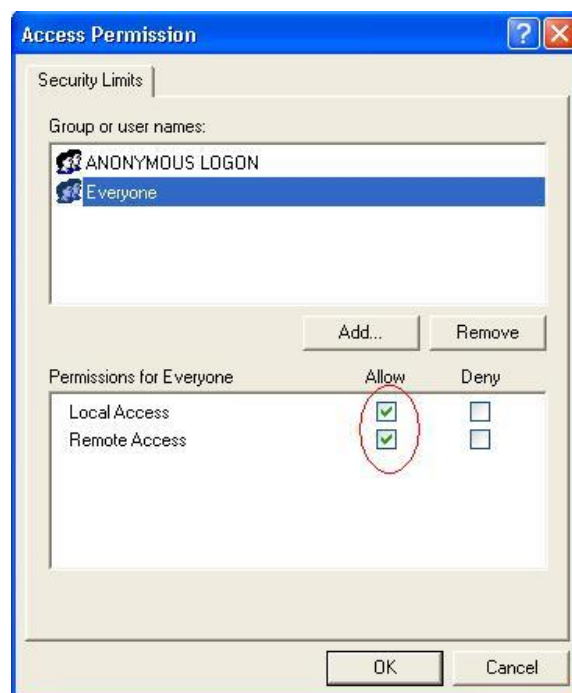 Access Permission
Security Limits
Group or user names:
ANONYMOUS LOGON
Everyone
Add... Remove
Permissions for Everyone Allow Deny
Local Access
Remote Access
OK Cancel